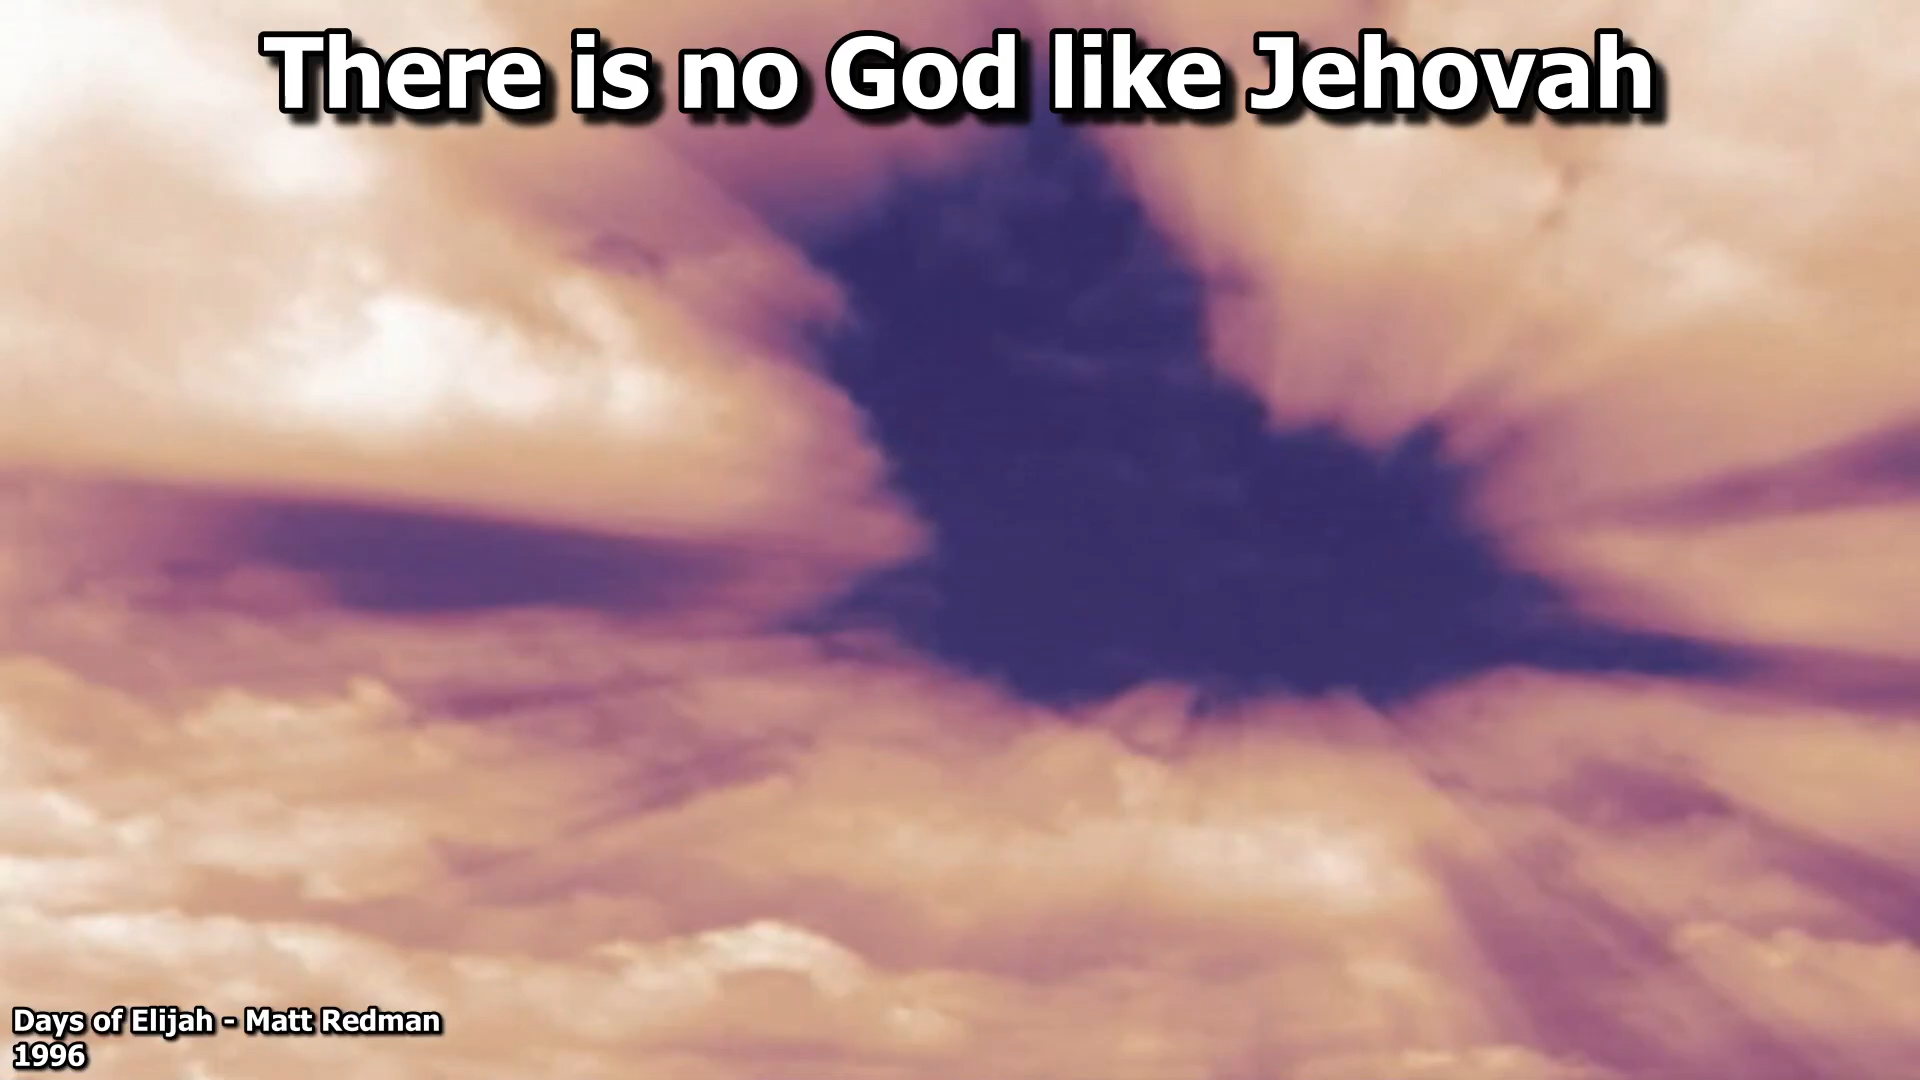 There is no God like Jehovah
Days of Elijah - Matt Redman
1996